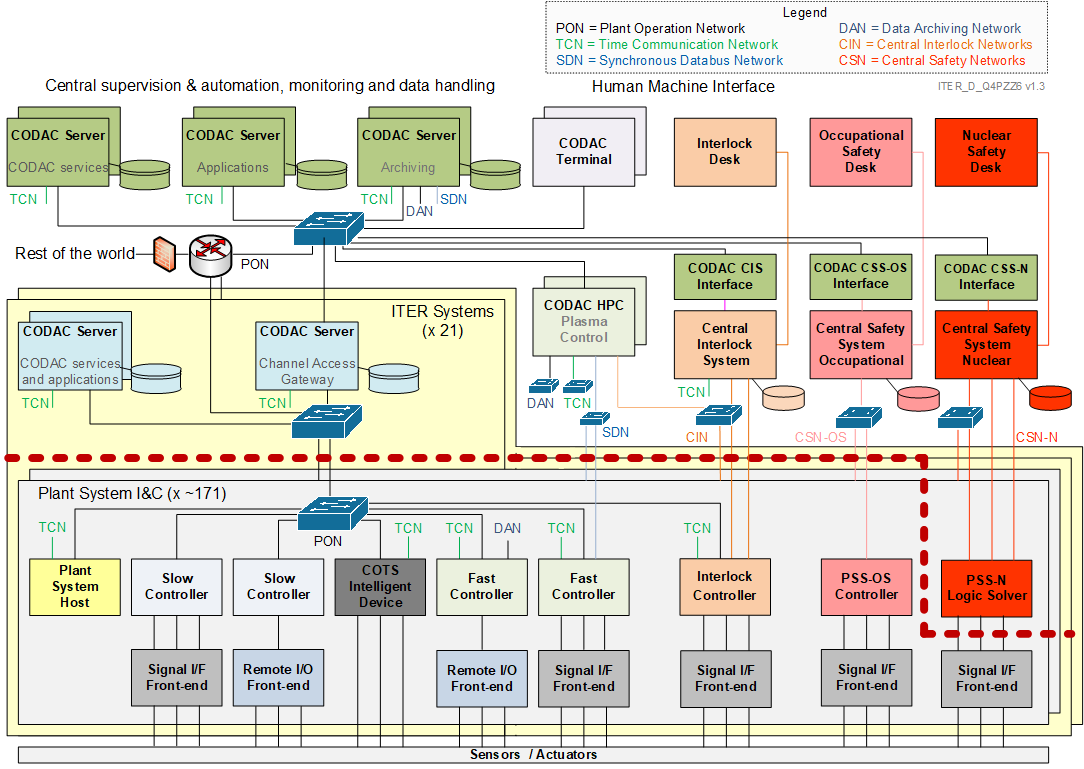 Legend
PON = Plant Operation Network
DAN = Data Archiving Network
TCN = Time Communication Network
CIN = Central Interlock Networks
SDN = Synchronous Databus Network
CSN = Central Safety Networks
ITER_D_Q4PZZ6 v1.3
Central supervision & automation, monitoring and data handling
Human Machine Interface
CODAC Server
CODAC services
TCN
CODAC Server
Applications
TCN
CODAC Server
Archiving
TCN
DAN
SDN
CODAC
Terminal
Interlock
Desk
Occupational
Safety
Desk
Nuclear
Safety
Desk
Rest of the world
PON
CODAC CIS
Interface
CODAC CSS-OS
Interface
CODAC CSS-N
Interface
ITER Systems
(x 21)
CODAC Server
CODAC services
and applications
TCN
CODAC Server
Channel Access
Gateway
TCN
CODAC HPC
Plasma
Control
DAN
TCN
SDN
Central
Interlock
System
TCN
CIN
Central Safety
System
Occupational
CSN-OS
Central Safety
System
Nuclear
CSN-N
Plant System I&C (x ~171)
PON
TCN
Plant
System
Host
Slow
Controller
Slow
Controller
TCN
COTS
Intelligent
Device
TCN
DAN
Fast
Controller
TCN
Fast
Controller
TCN
Interlock
Controller
PSS-OS
Controller
PSS-N
Logic Solver
Signal I/F
Front-end
Remote I/O
Front-end
Remote I/O
Front-end
Signal I/F
Front-end
Signal I/F
Front-end
Signal I/F
Front-end
Signal I/F
Front-end
Sensors / Actuators